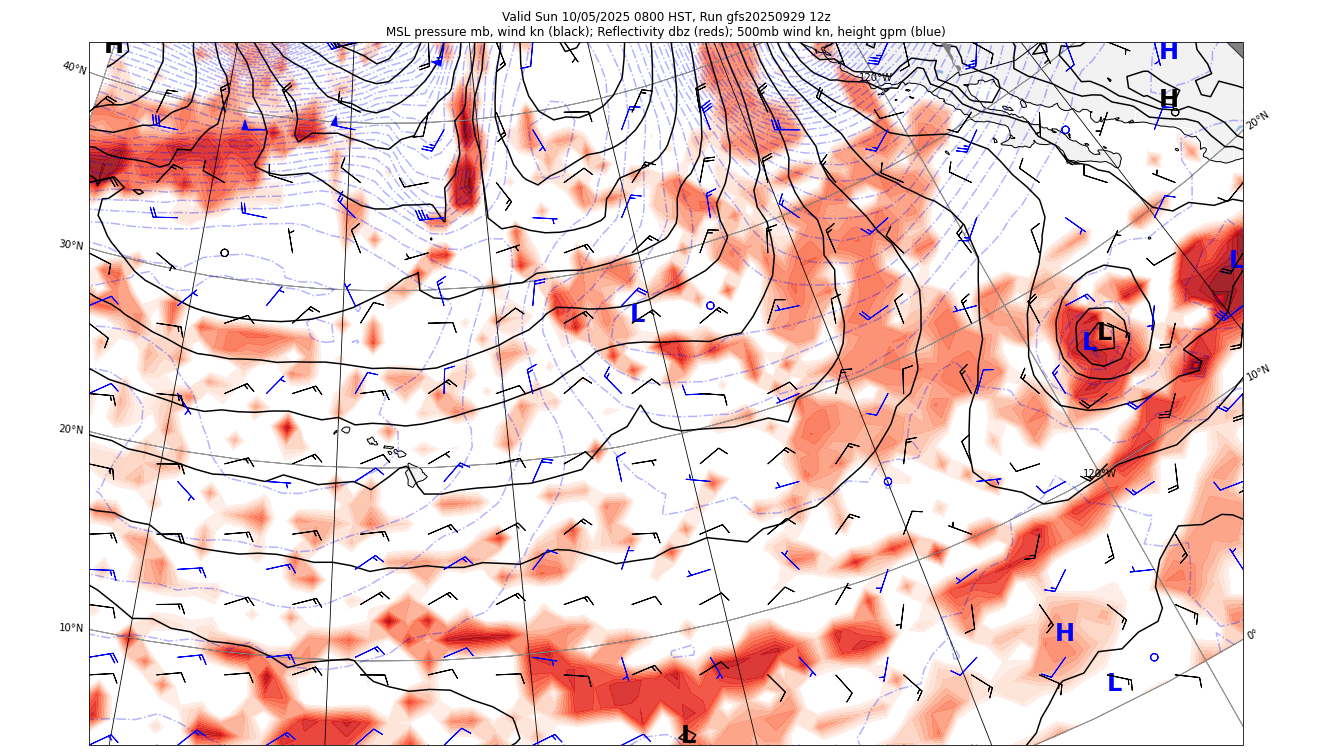 Valid Sun 10/05/2025 0800 HST, Run gfs20250929 12z
MSL pressure mb, wind kn (black); Reflectivity dbz (reds); 500mb wind kn, height gpm (blue)
H
H
40°N
120°W
H
20°N
30°N
L
L
L
L
10°N
20°N
120°W
10°N
H
0°
L
L